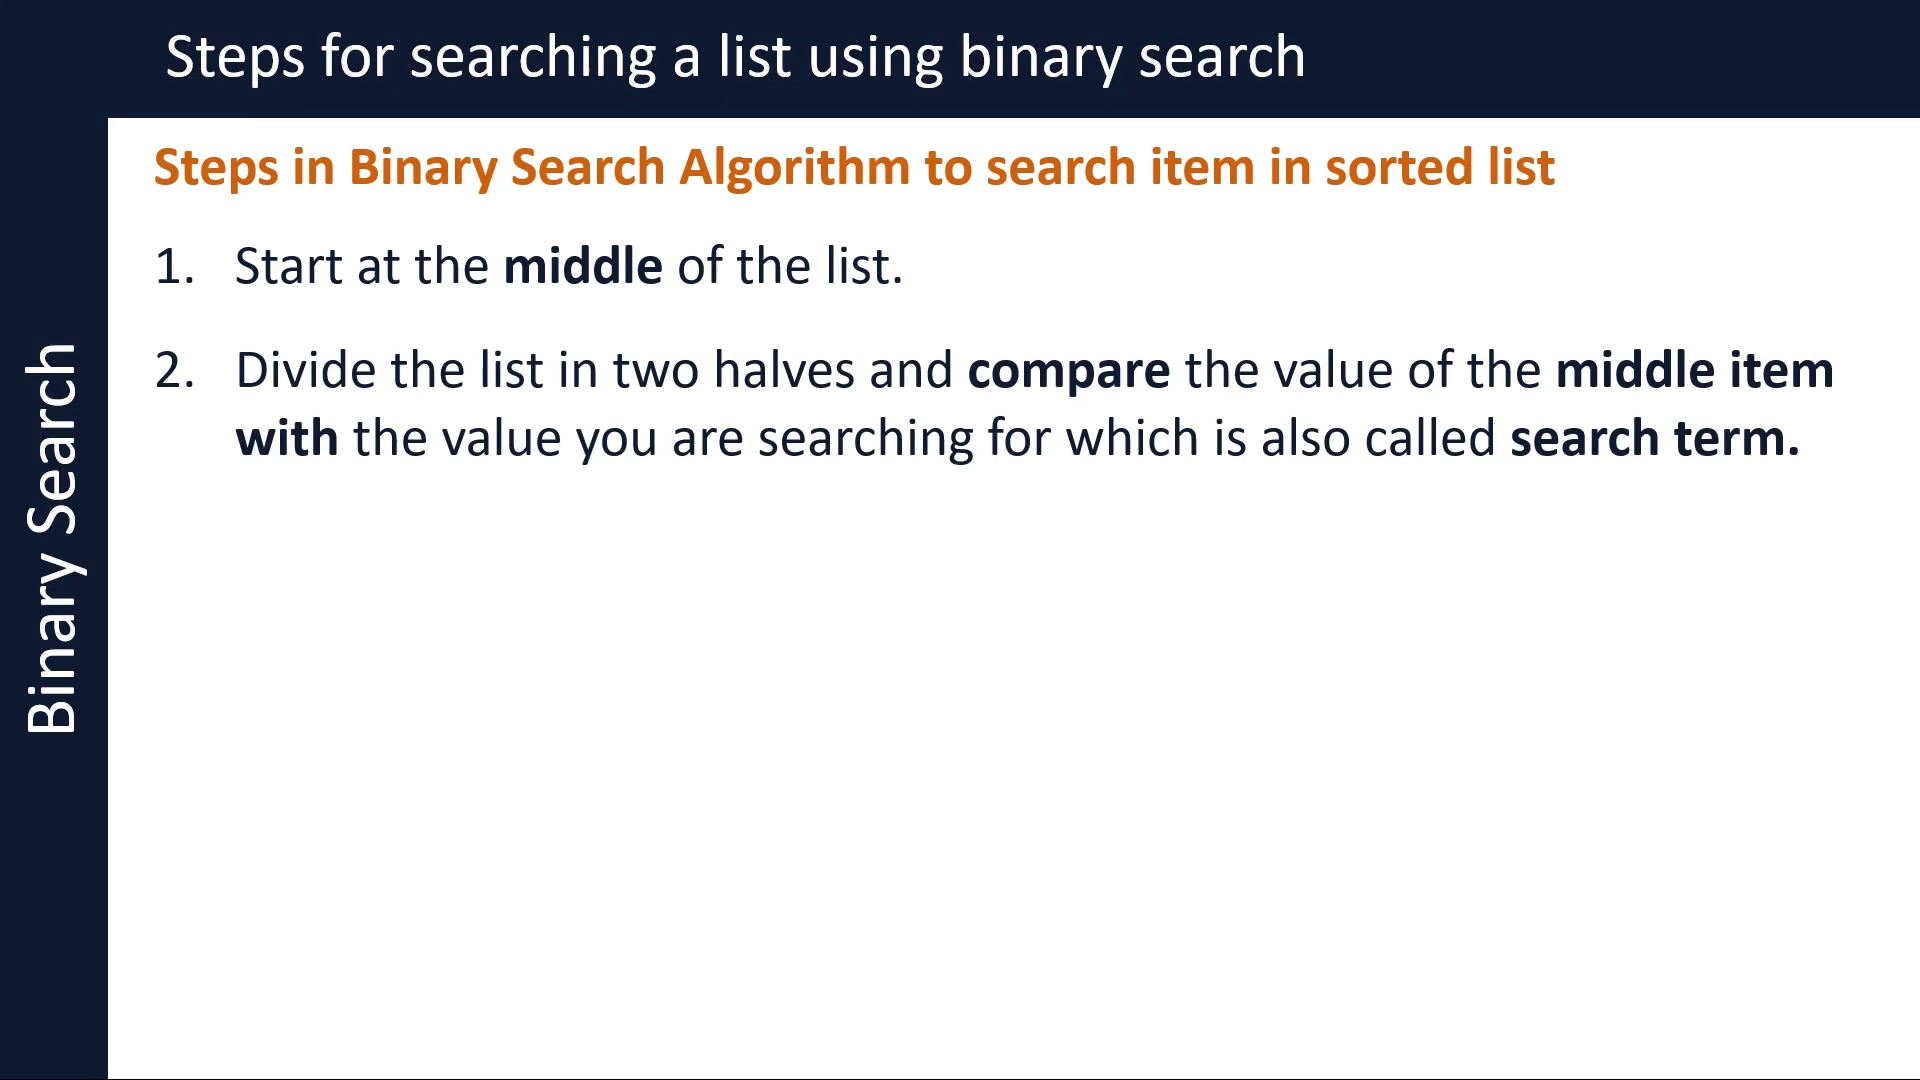 Steps for searching a list using binary search
Steps in Binary Search Algorithm to search item in sorted list
1. Start at the middle of the list.
2. Divide the list in two halves and compare the value of the middle item
with the value you are searching for which is also called search term.
Binary Search